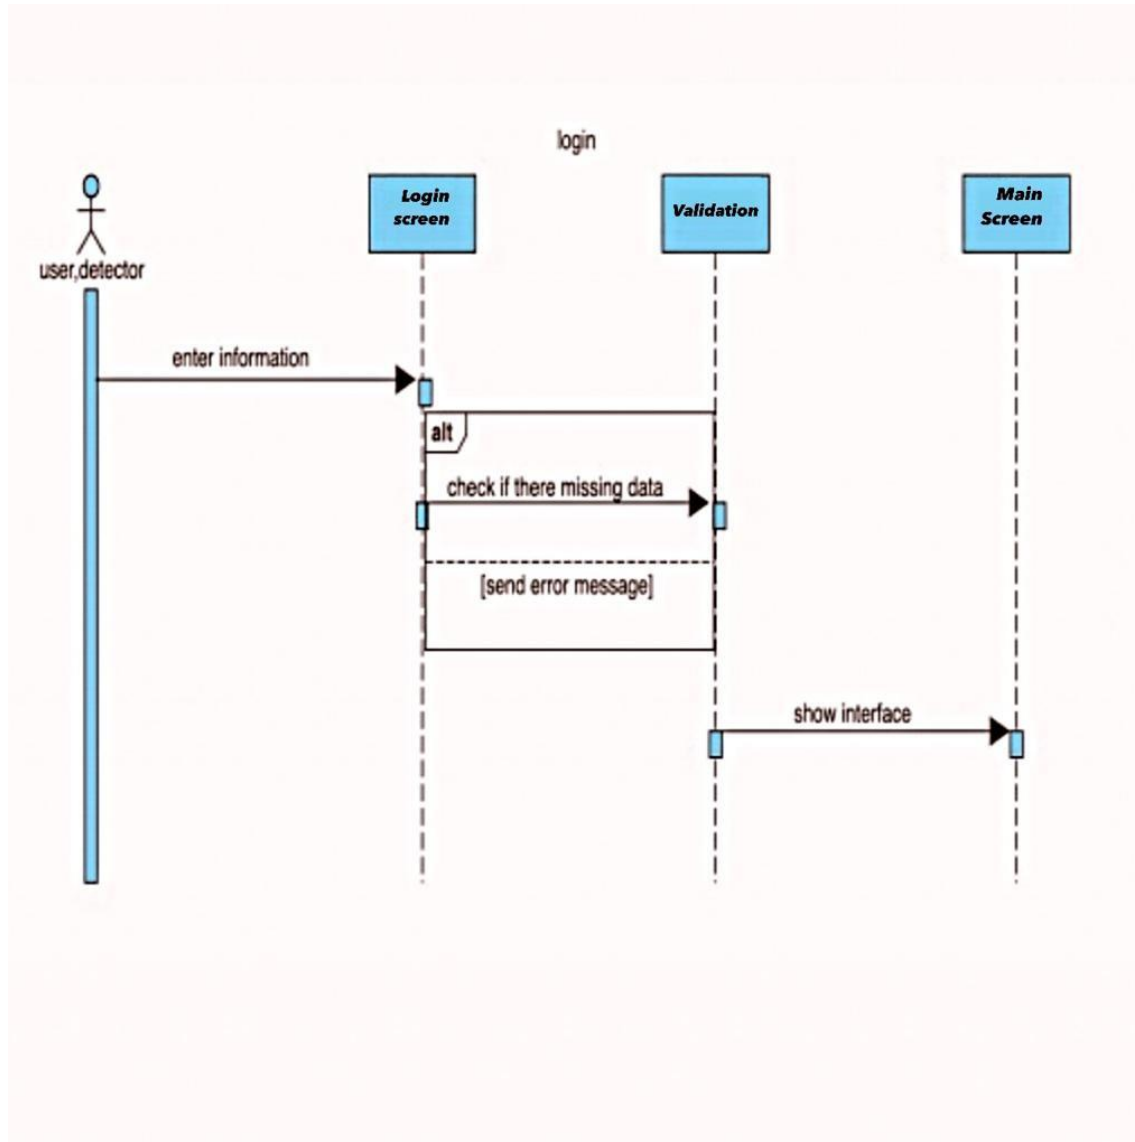 login
Login
screen
Validation
Main
Screen
user,detector
enter information
alt
check if there missing data
[send error message]
show interface